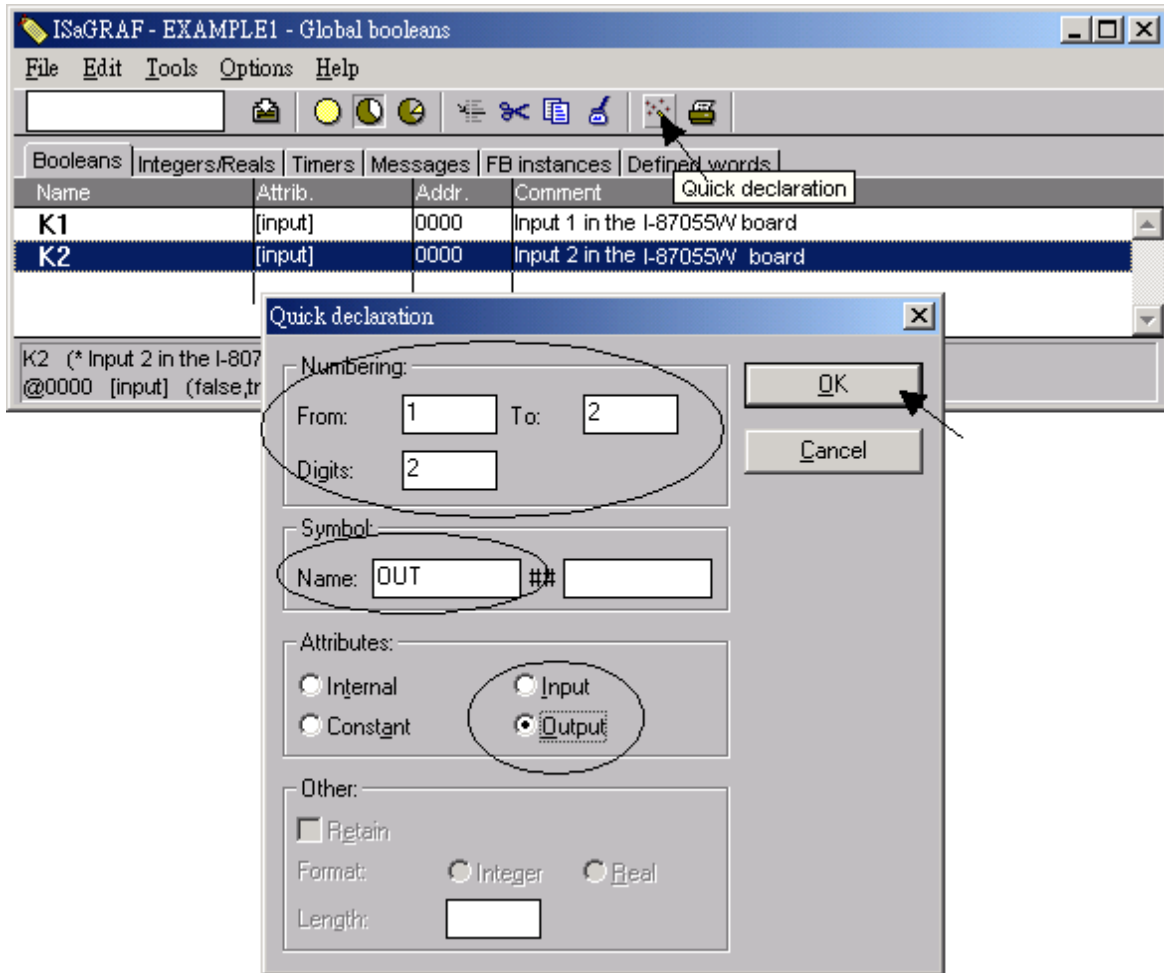 ISaGRAF - EXAMPLE1 - Global booleans
File Edit Tools Options Help
Booleans Integers/Reals Timers Messages FB instances Defined words
Quick declaration
Name Attrib. Addr. Comment
K1 [input] 0000 Input 1 in the I-87055W board
K2 [input] 0000 Input 2 in the I-87055W board
K2 (* Input 2 in the I-807
@0000 [input] (false,tr
Quick declaration
Numbering:
From: 1 To: 2
Digits: 2
OK
Cancel
Symbol:
Name: OUT ##
Attributes:
Internal Input
Constant Output
Other:
Retain
Format: Integer Real
Length: